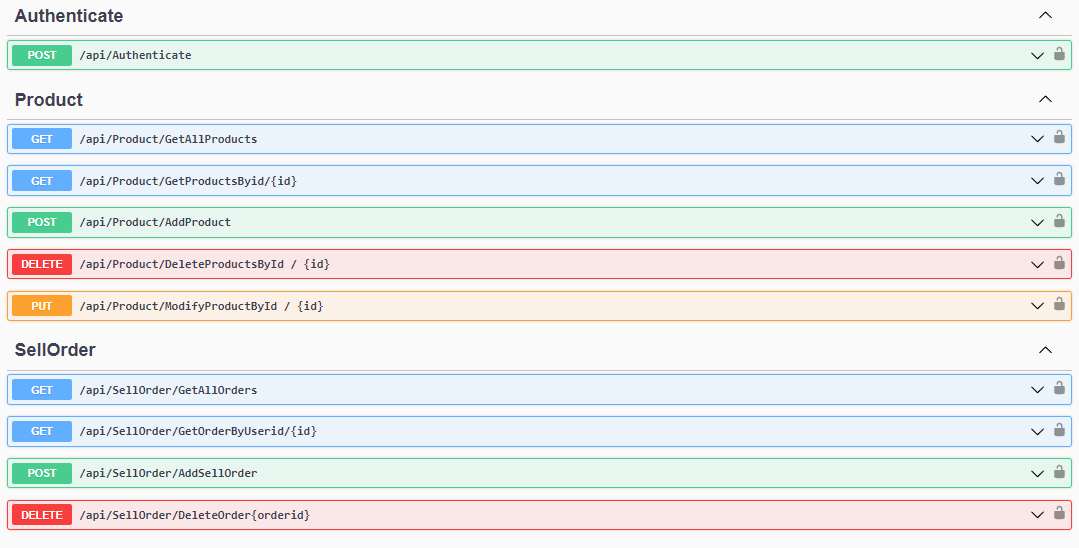 Authenticate
POST /api/Authenticate
Product
GET /api/Product/GetAllProducts
GET /api/Product/GetProductsByid/{id}
POST /api/Product/AddProduct
DELETE /api/Product/DeleteProductsById / {id}
PUT /api/Product/ModifyProductById / {id}
SellOrder
GET /api/SellOrder/GetAllOrders
GET /api/SellOrder/GetOrderByUserid/{id}
POST /api/SellOrder/AddSellOrder
DELETE /api/SellOrder/DeleteOrder{orderid}